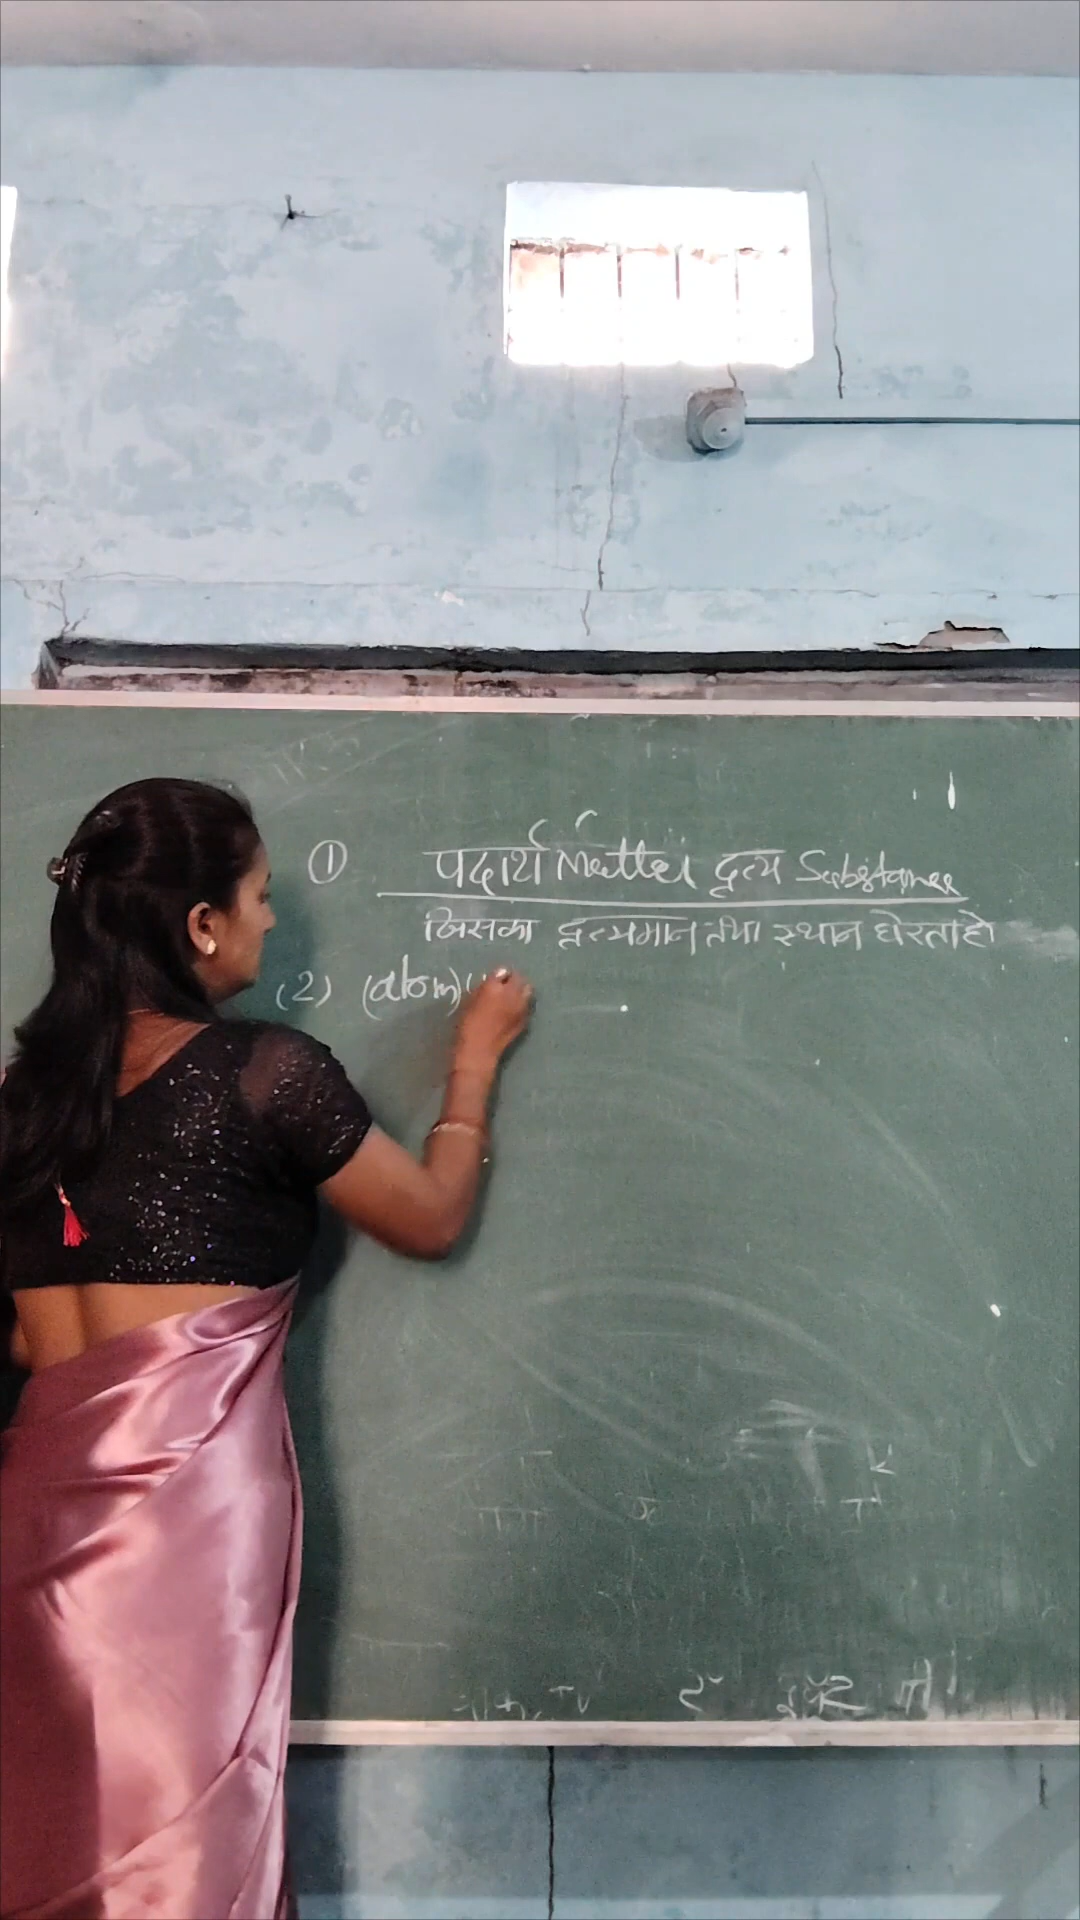 ① पदार्थ Matter द्रव्य Substance
जिसका द्रव्यमान तथा स्थान घेरता हो
(2) (atom) (